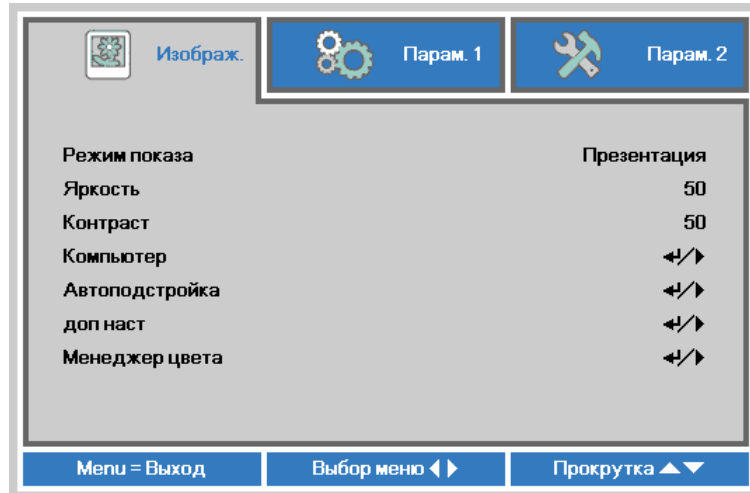 Изображ. Парам. 1 Парам. 2
Режим показа Презентация
Яркость 50
Контраст 50
Компьютер
Автоподстройка
доп наст
Менеджер цвета
Menu = Выход Выбор меню Прокрутка